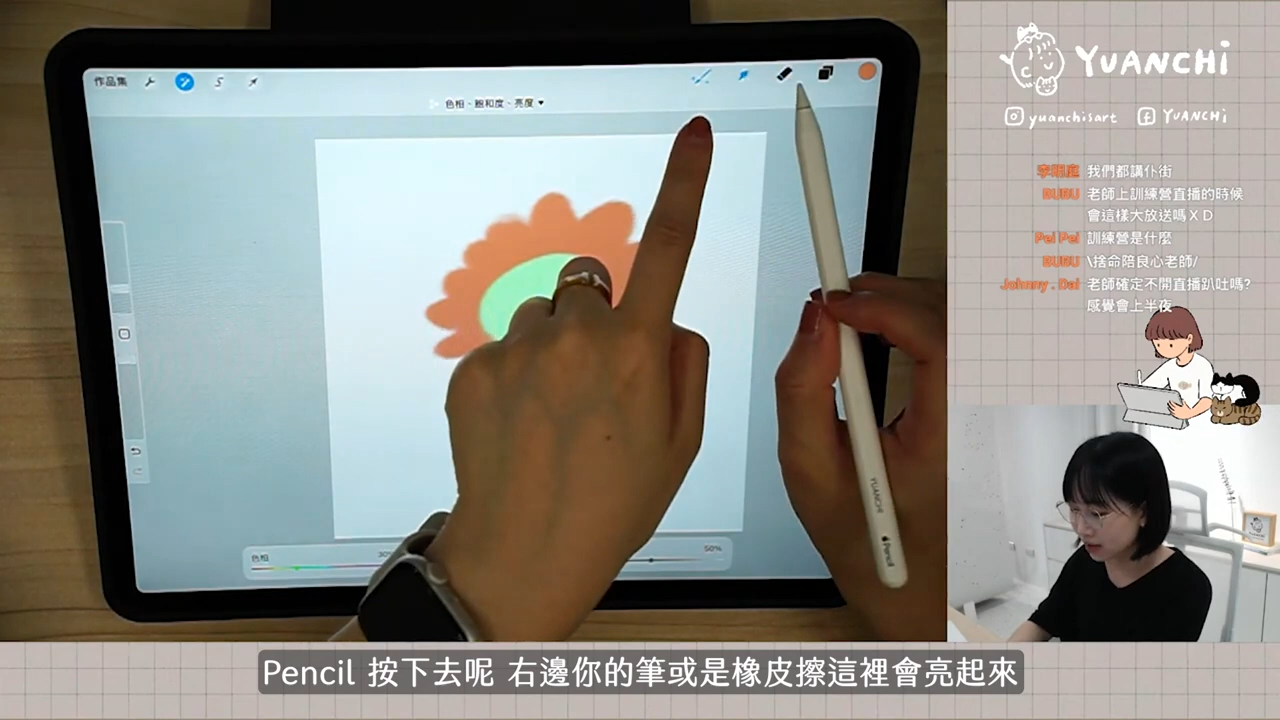 作品集
S
色相、飽和度、亮度 ▾
色相
50%
YUANCHI
Pencil
YUANCHI
yuanchisart YUANCHI
李昭庭 我們都講仆街
BUBU 老師上訓練營直播的時候
會這樣大放送嗎ＸＤ
Pei Pei 訓練營是什麼
BUBU \捨命陪良心老師/
Johnny . Dai 老師確定不開直播趴吐嗎?
感覺會上半夜
Pencil 按下去呢 右邊你的筆或是橡皮擦這裡會亮起來